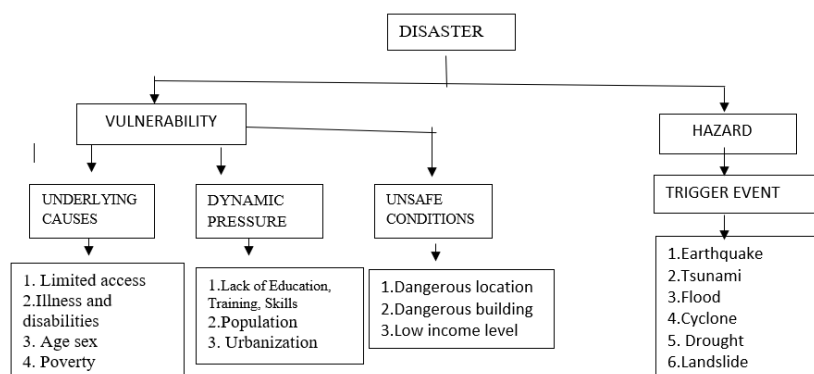 DISASTER
VULNERABILITY
HAZARD
UNDERLYING
CAUSES
DYNAMIC
PRESSURE
UNSAFE
CONDITIONS
TRIGGER EVENT
1. Limited access
2.Illness and
disabilities
3. Age sex
4. Poverty
1.Lack of Education,
Training, Skills
2.Population
3. Urbanization
1.Dangerous location
2.Dangerous building
3.Low income level
1.Earthquake
2.Tsunami
3.Flood
4.Cyclone
5. Drought
6.Landslide